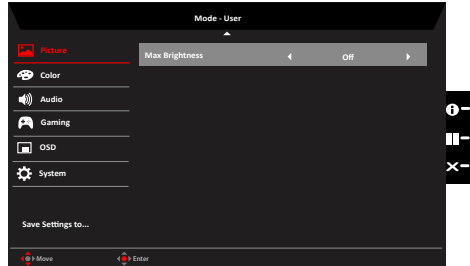 Mode - User
Picture
Max Brightness Off
Color
Audio
Gaming
OSD
System
Save Settings to...
Move Enter